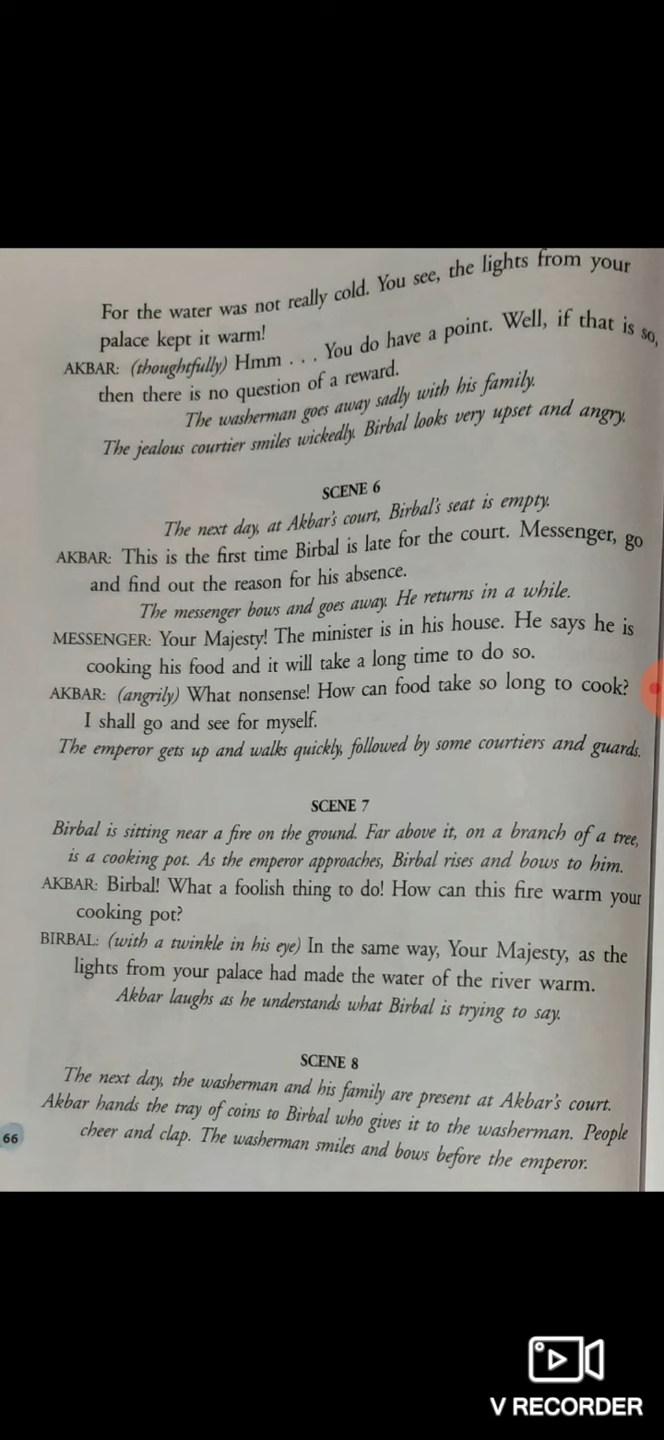 For the water was not really cold. You see, the lights from your
palace kept it warm!
AKBAR: (thoughtfully) Hmm . . . You do have a point. Well, if that is so,
then there is no question of a reward.
The washerman goes away sadly with his family.
The jealous courtier smiles wickedly. Birbal looks very upset and angry.
SCENE 6
The next day, at Akbar's court, Birbal's seat is empty.
AKBAR: This is the first time Birbal is late for the court. Messenger, go
and find out the reason for his absence.
The messenger bows and goes away. He returns in a while.
MESSENGER: Your Majesty! The minister is in his house. He says he is
cooking his food and it will take a long time to do so.
AKBAR: (angrily) What nonsense! How can food take so long to cook?
I shall go and see for myself.
The emperor gets up and walks quickly, followed by some courtiers and guards.
SCENE 7
Birbal is sitting near a fire on the ground. Far above it, on a branch of a tree,
is a cooking pot. As the emperor approaches, Birbal rises and bows to him.
AKBAR: Birbal! What a foolish thing to do! How can this fire warm your
cooking pot?
BIRBAL: (with a twinkle in his eye) In the same way, Your Majesty, as the
lights from your palace had made the water of the river warm.
Akbar laughs as he understands what Birbal is trying to say.
SCENE 8
The next day, the washerman and his family are present at Akbar's court.
Akbar hands the tray of coins to Birbal who gives it to the washerman. People
cheer and clap. The washerman smiles and bows before the emperor.
66
V RECORDER